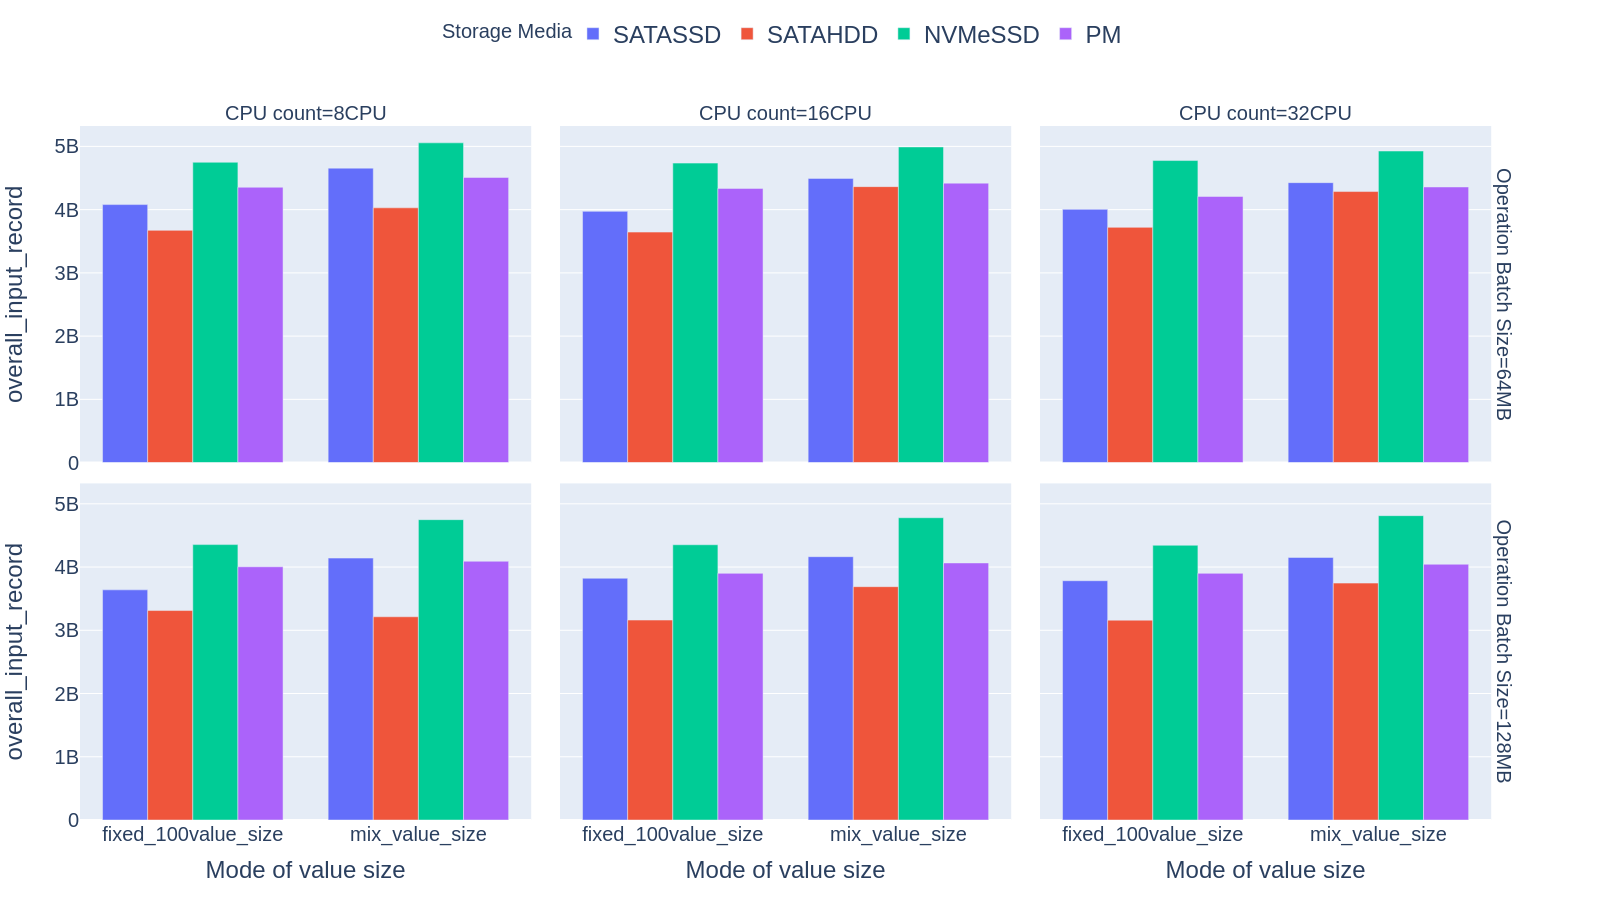 Storage Media SATASSD SATAHDD NVMeSSD PM
CPU count=8CPU CPU count=16CPU CPU count=32CPU
5B
4B
3B
2B
1B
0
overall_input_record
Operation Batch Size=64MB
5B
4B
3B
2B
1B
0
overall_input_record
Operation Batch Size=128MB
fixed_100value_size mix_value_size fixed_100value_size mix_value_size fixed_100value_size mix_value_size
Mode of value size Mode of value size Mode of value size